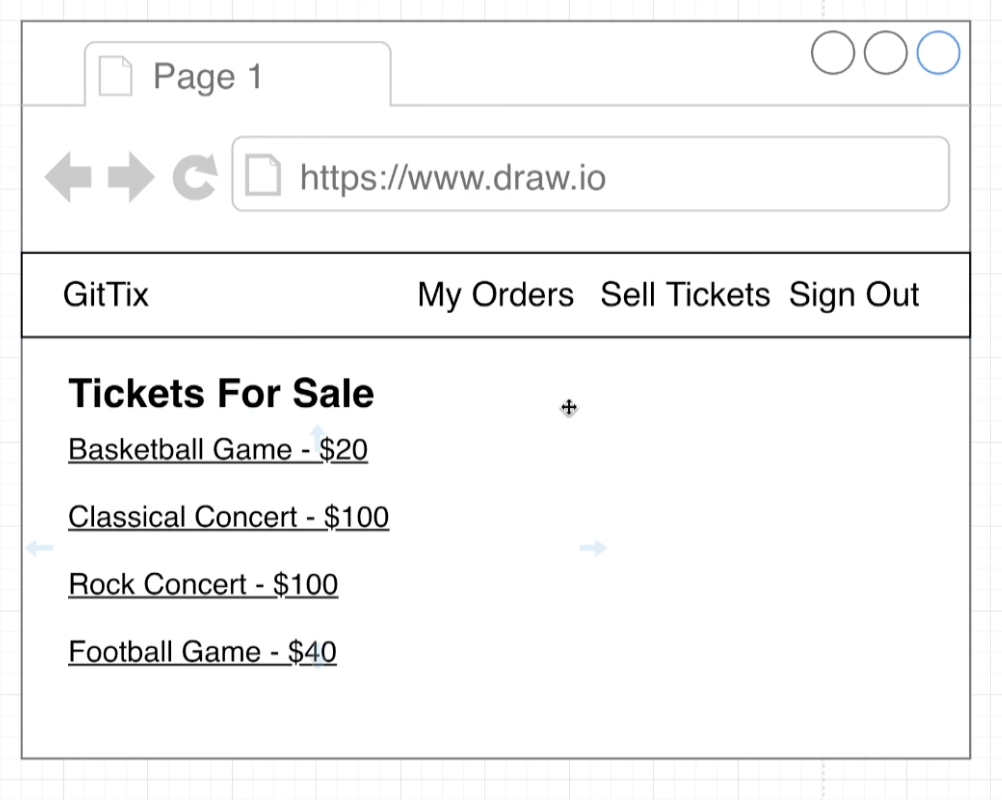 Page 1
https://www.draw.io
GitTix My Orders Sell Tickets Sign Out
Tickets For Sale
Basketball Game - $20
Classical Concert - $100
Rock Concert - $100
Football Game - $40